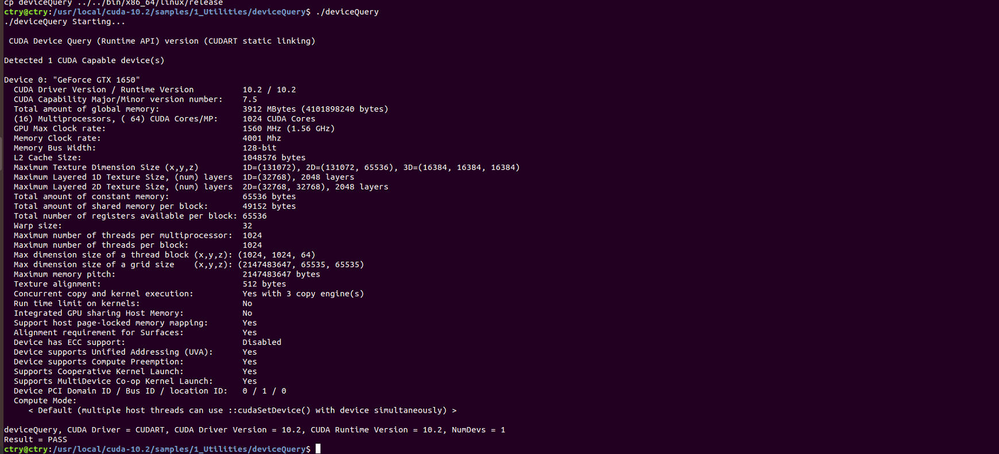 cp deviceQuery ../../bin/x86_64/linux/release
ctry@ctry:/usr/local/cuda-10.2/samples/1_Utilities/deviceQuery$ ./deviceQuery
./deviceQuery Starting...

 CUDA Device Query (Runtime API) version (CUDART static linking)

Detected 1 CUDA Capable device(s)

Device 0: "GeForce GTX 1650"
  CUDA Driver Version / Runtime Version          10.2 / 10.2
  CUDA Capability Major/Minor version number:    7.5
  Total amount of global memory:                 3912 MBytes (4101898240 bytes)
  (16) Multiprocessors, ( 64) CUDA Cores/MP:     1024 CUDA Cores
  GPU Max Clock rate:                            1560 MHz (1.56 GHz)
  Memory Clock rate:                             4001 Mhz
  Memory Bus Width:                              128-bit
  L2 Cache Size:                                 1048576 bytes
  Maximum Texture Dimension Size (x,y,z)         1D=(131072), 2D=(131072, 65536), 3D=(16384, 16384, 16384)
  Maximum Layered 1D Texture Size, (num) layers  1D=(32768), 2048 layers
  Maximum Layered 2D Texture Size, (num) layers  2D=(32768, 32768), 2048 layers
  Total amount of constant memory:               65536 bytes
  Total amount of shared memory per block:       49152 bytes
  Total number of registers available per block: 65536
  Warp size:                                     32
  Maximum number of threads per multiprocessor:  1024
  Maximum number of threads per block:           1024
  Max dimension size of a thread block (x,y,z): (1024, 1024, 64)
  Max dimension size of a grid size    (x,y,z): (2147483647, 65535, 65535)
  Maximum memory pitch:                          2147483647 bytes
  Texture alignment:                             512 bytes
  Concurrent copy and kernel execution:          Yes with 3 copy engine(s)
  Run time limit on kernels:                     No
  Integrated GPU sharing Host Memory:            No
  Support host page-locked memory mapping:       Yes
  Alignment requirement for Surfaces:            Yes
  Device has ECC support:                        Disabled
  Device supports Unified Addressing (UVA):      Yes
  Device supports Compute Preemption:            Yes
  Supports Cooperative Kernel Launch:            Yes
  Supports MultiDevice Co-op Kernel Launch:      Yes
  Device PCI Domain ID / Bus ID / location ID:   0 / 1 / 0
  Compute Mode:
     < Default (multiple host threads can use ::cudaSetDevice() with device simultaneously) >

deviceQuery, CUDA Driver = CUDART, CUDA Driver Version = 10.2, CUDA Runtime Version = 10.2, NumDevs = 1
Result = PASS
ctry@ctry:/usr/local/cuda-10.2/samples/1_Utilities/deviceQuery$